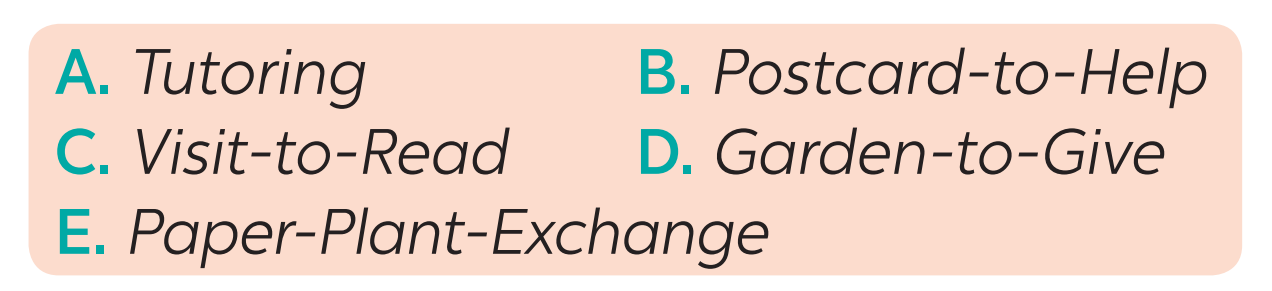 A. Tutoring B. Postcard-to-Help
C. Visit-to-Read D. Garden-to-Give
E. Paper-Plant-Exchange